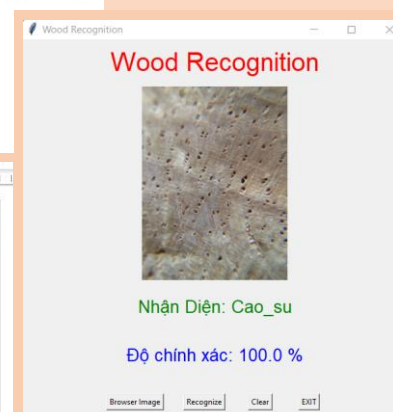 Wood Recognition
Wood Recognition
Nhận Diện: Cao_su
Độ chính xác: 100.0 %
Browser Image Recognize Clear EXIT